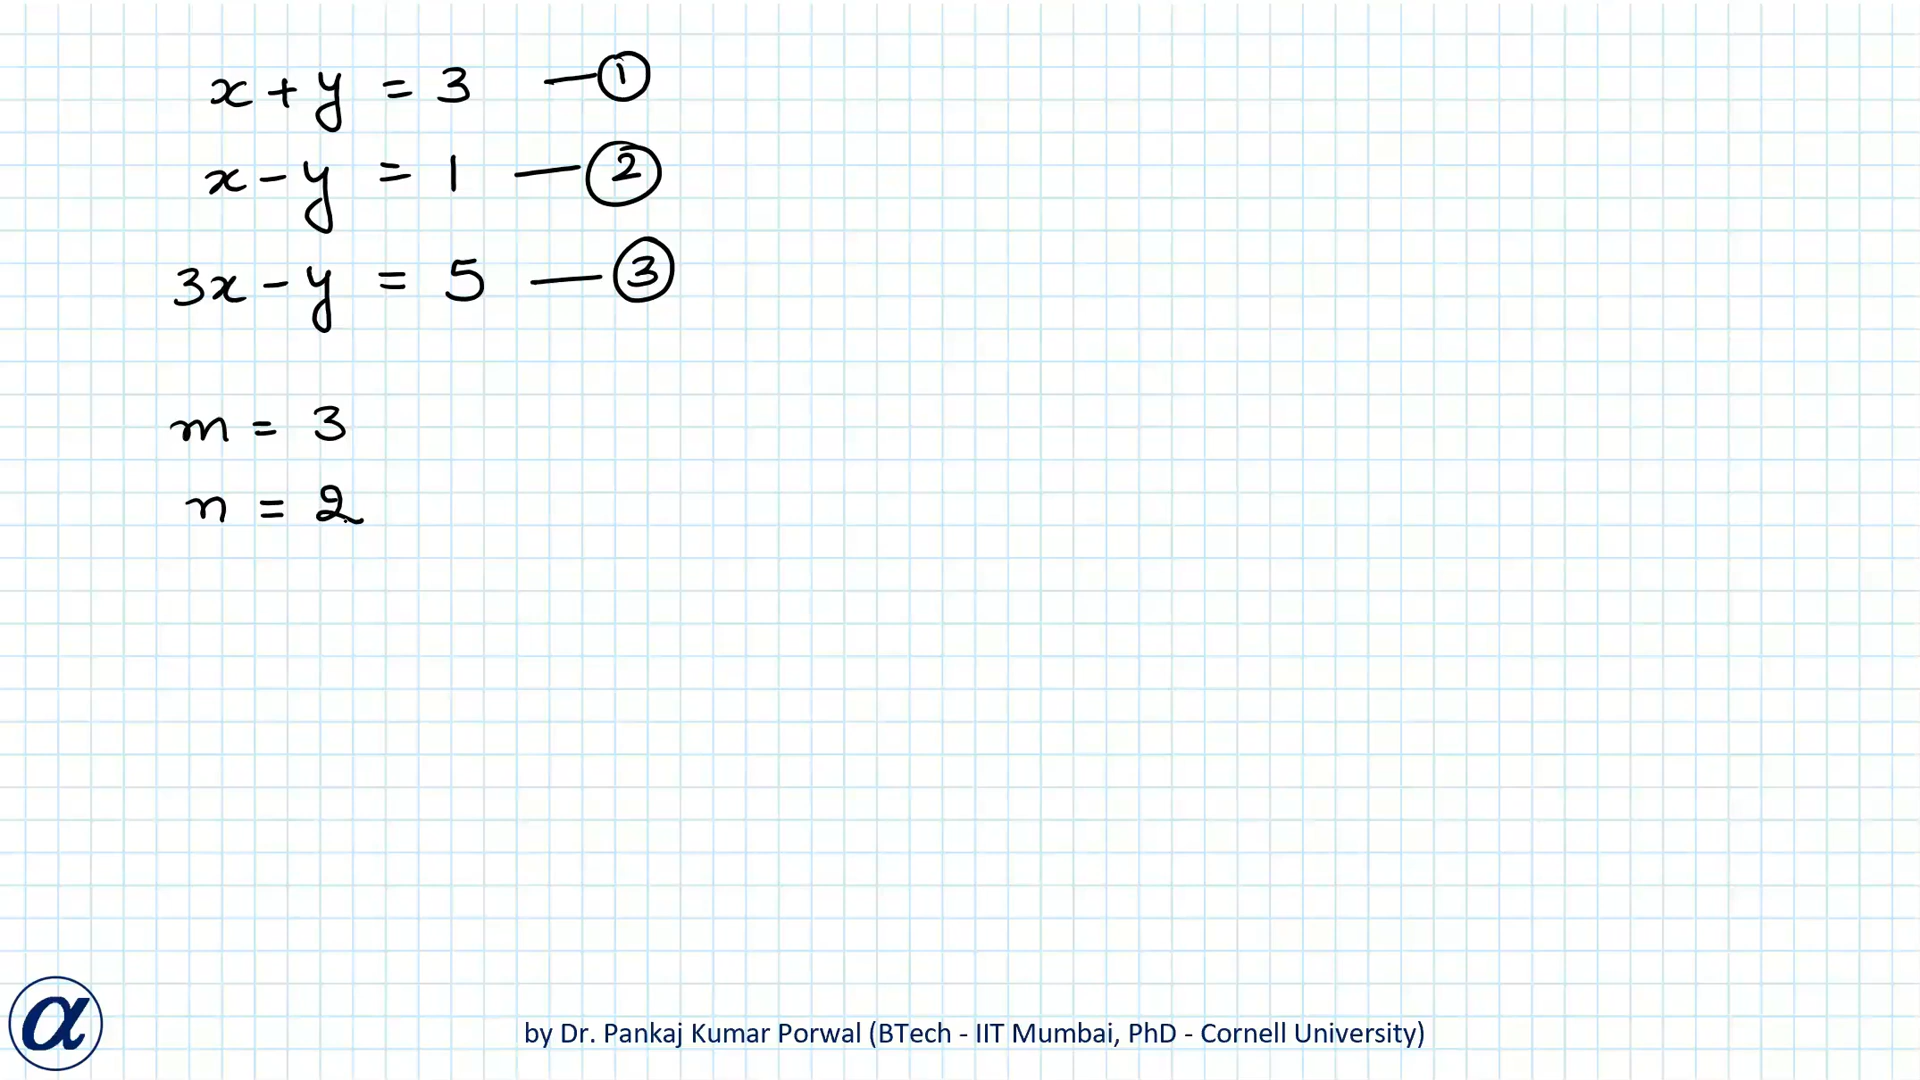 x + y = 3 — ①
x - y = 1 — ②
3x - y = 5 — ③
m = 3
n = 2
α
by Dr. Pankaj Kumar Porwal (BTech - IIT Mumbai, PhD - Cornell University)